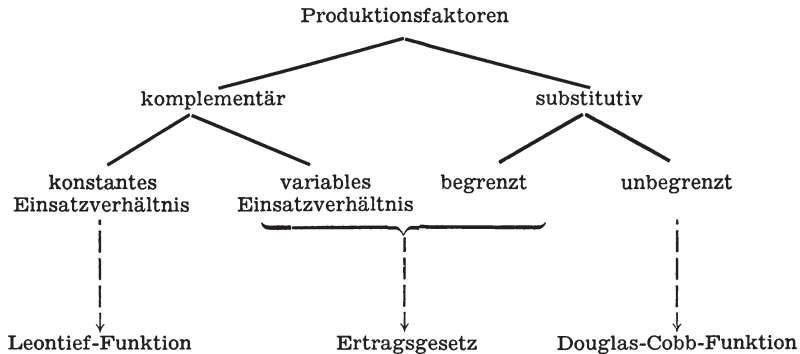 Produktionsfaktoren
komplementär substitutiv
konstantes variables begrenzt unbegrenzt
Einsatzverhältnis Einsatzverhältnis
Leontief-Funktion Ertragsgesetz Douglas-Cobb-Funktion